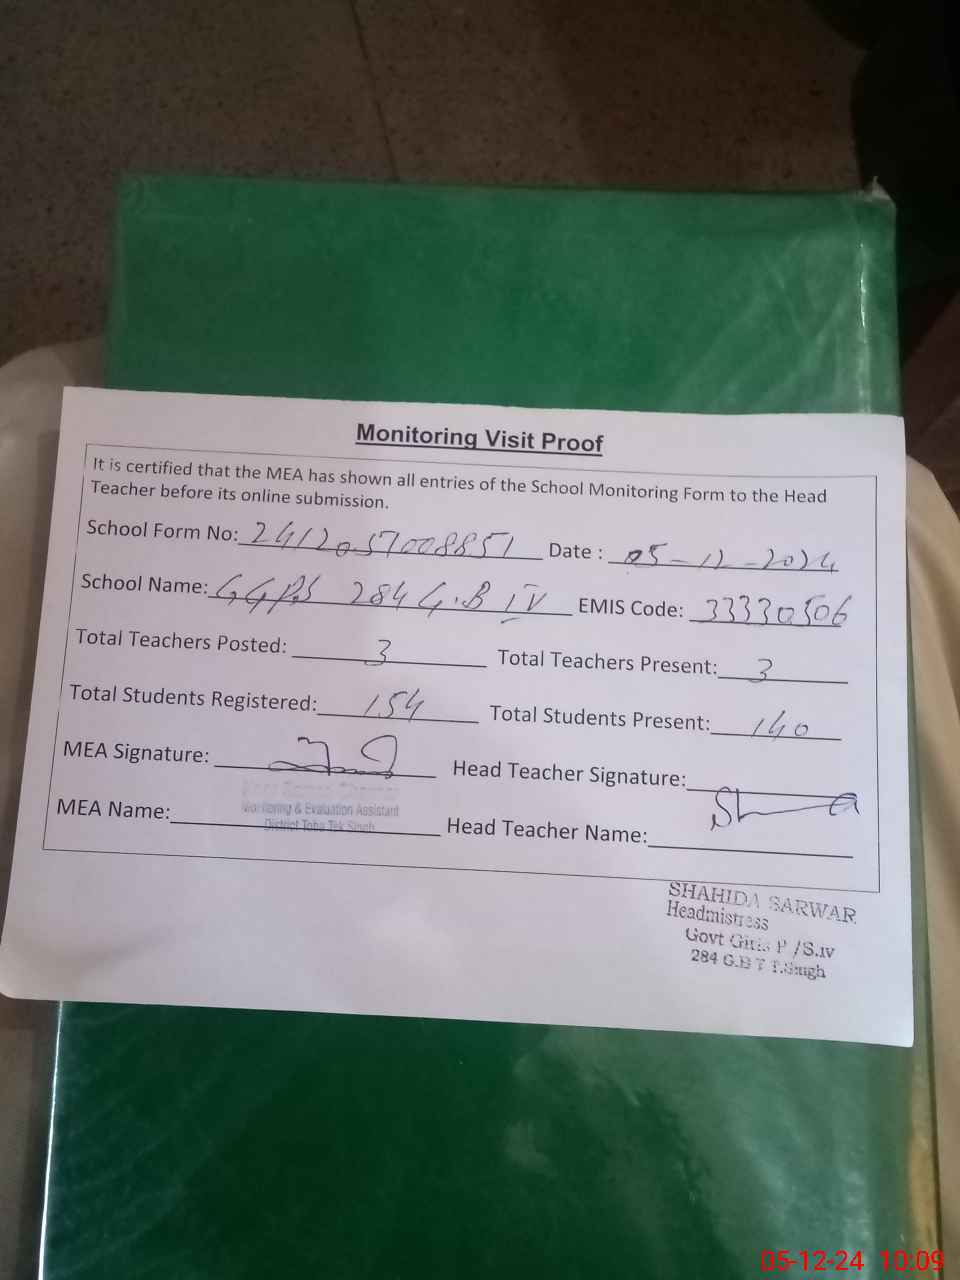 Monitoring Visit Proof
It is certified that the MEA has shown all entries of the School Monitoring Form to the Head
Teacher before its online submission.
School Form No: 2412057008851 Date : 05-12-2024
School Name: GGPS 284 G.B IV EMIS Code: 33330506
Total Teachers Posted: 3 Total Teachers Present: 3
Total Students Registered: 154 Total Students Present: 140
MEA Signature: Head Teacher Signature:
Monitoring & Evaluation Assistant
District Toba Tek Singh
MEA Name: Head Teacher Name:
SHAHIDA SARWAR
Headmistress
Govt Girls P/S.IV
284 G.B T T.Singh
05-12-24 10:09